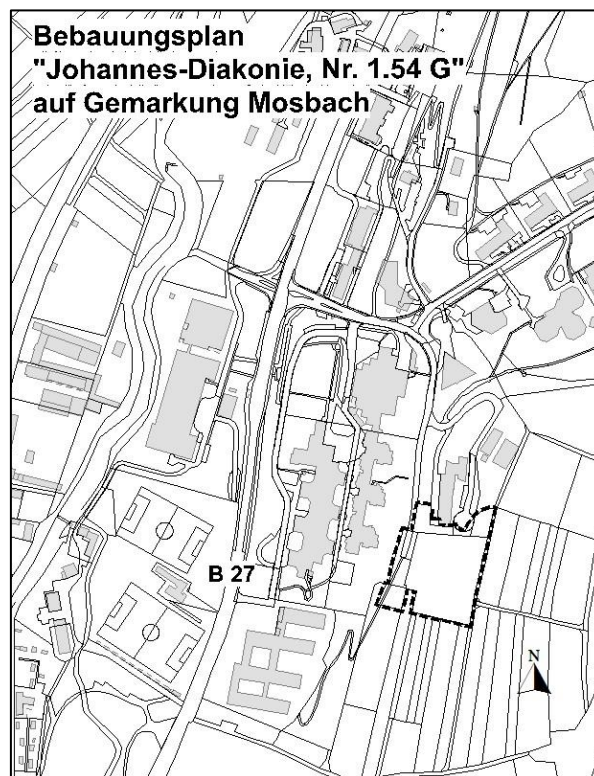 Bebauungsplan
"Johannes-Diakonie, Nr. 1.54 G"
auf Gemarkung Mosbach
B 27
N